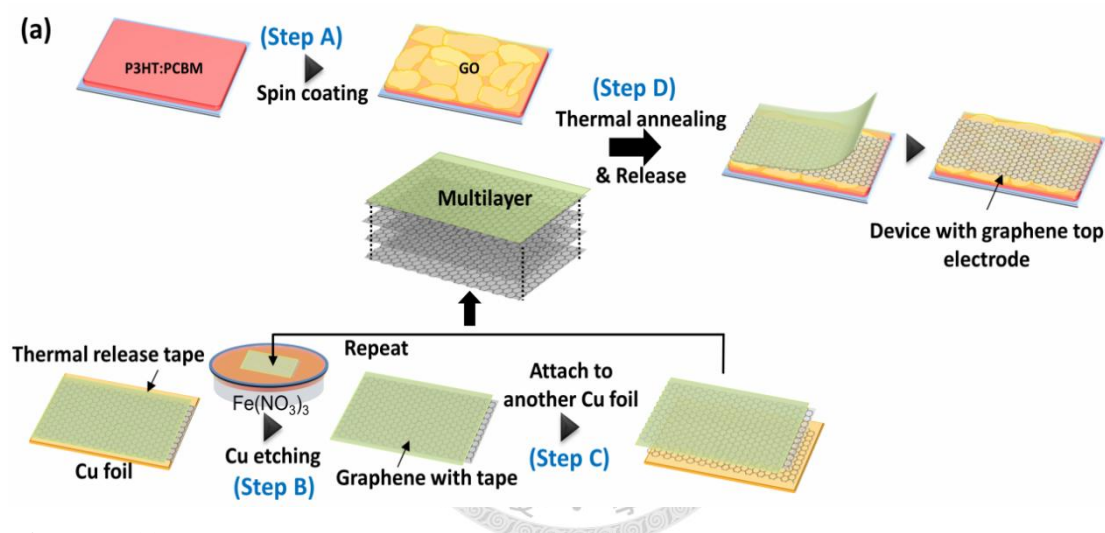 (a)
P3HT:PCBM
(Step A)
Spin coating
GO
(Step D)
Thermal annealing
& Release
Multilayer
Device with graphene top
electrode
Thermal release tape
Cu foil
Fe(NO₃)₃
Cu etching
(Step B)
Repeat
Graphene with tape
Attach to
another Cu foil
(Step C)